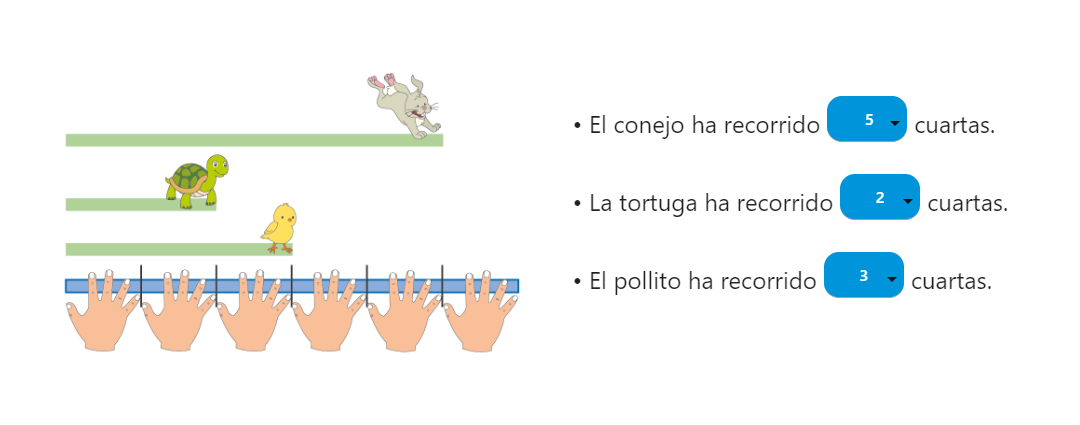 • El conejo ha recorrido 5 cuartas.
• La tortuga ha recorrido 2 cuartas.
• El pollito ha recorrido 3 cuartas.